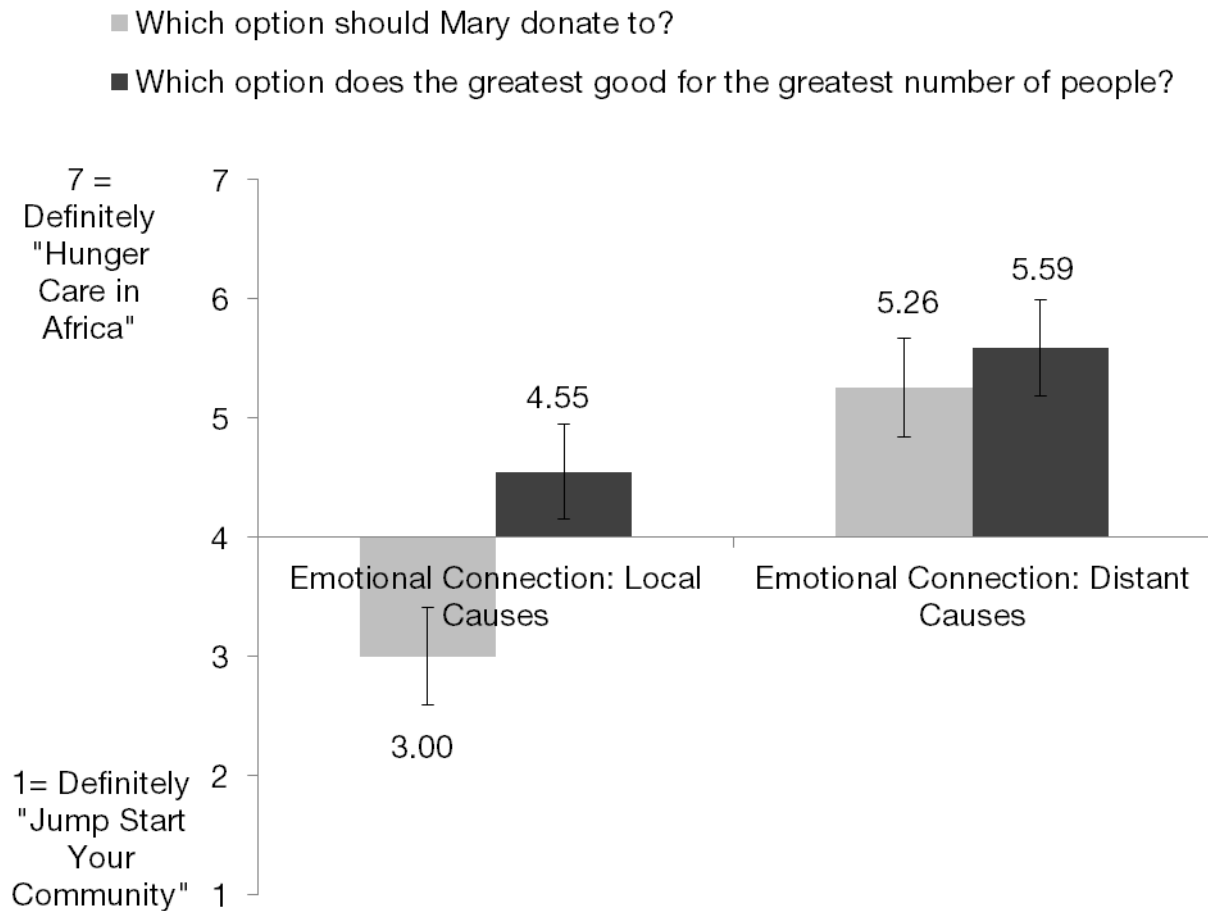 Which option should Mary donate to?
Which option does the greatest good for the greatest number of people?
7 =
Definitely
"Hunger
Care in
Africa"
7
6
5
4
3
2
1
5.26
5.59
4.55
3.00
Emotional Connection: Local
Causes
Emotional Connection: Distant
Causes
1= Definitely
"Jump Start
Your
Community"